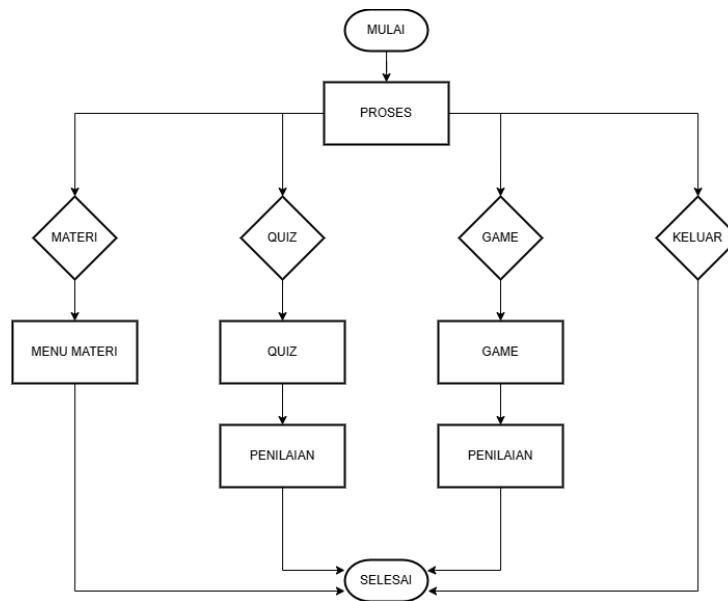 MULAI
PROSES
MATERI
QUIZ
GAME
KELUAR
MENU MATERI
QUIZ
GAME
PENILAIAN
PENILAIAN
SELESAI